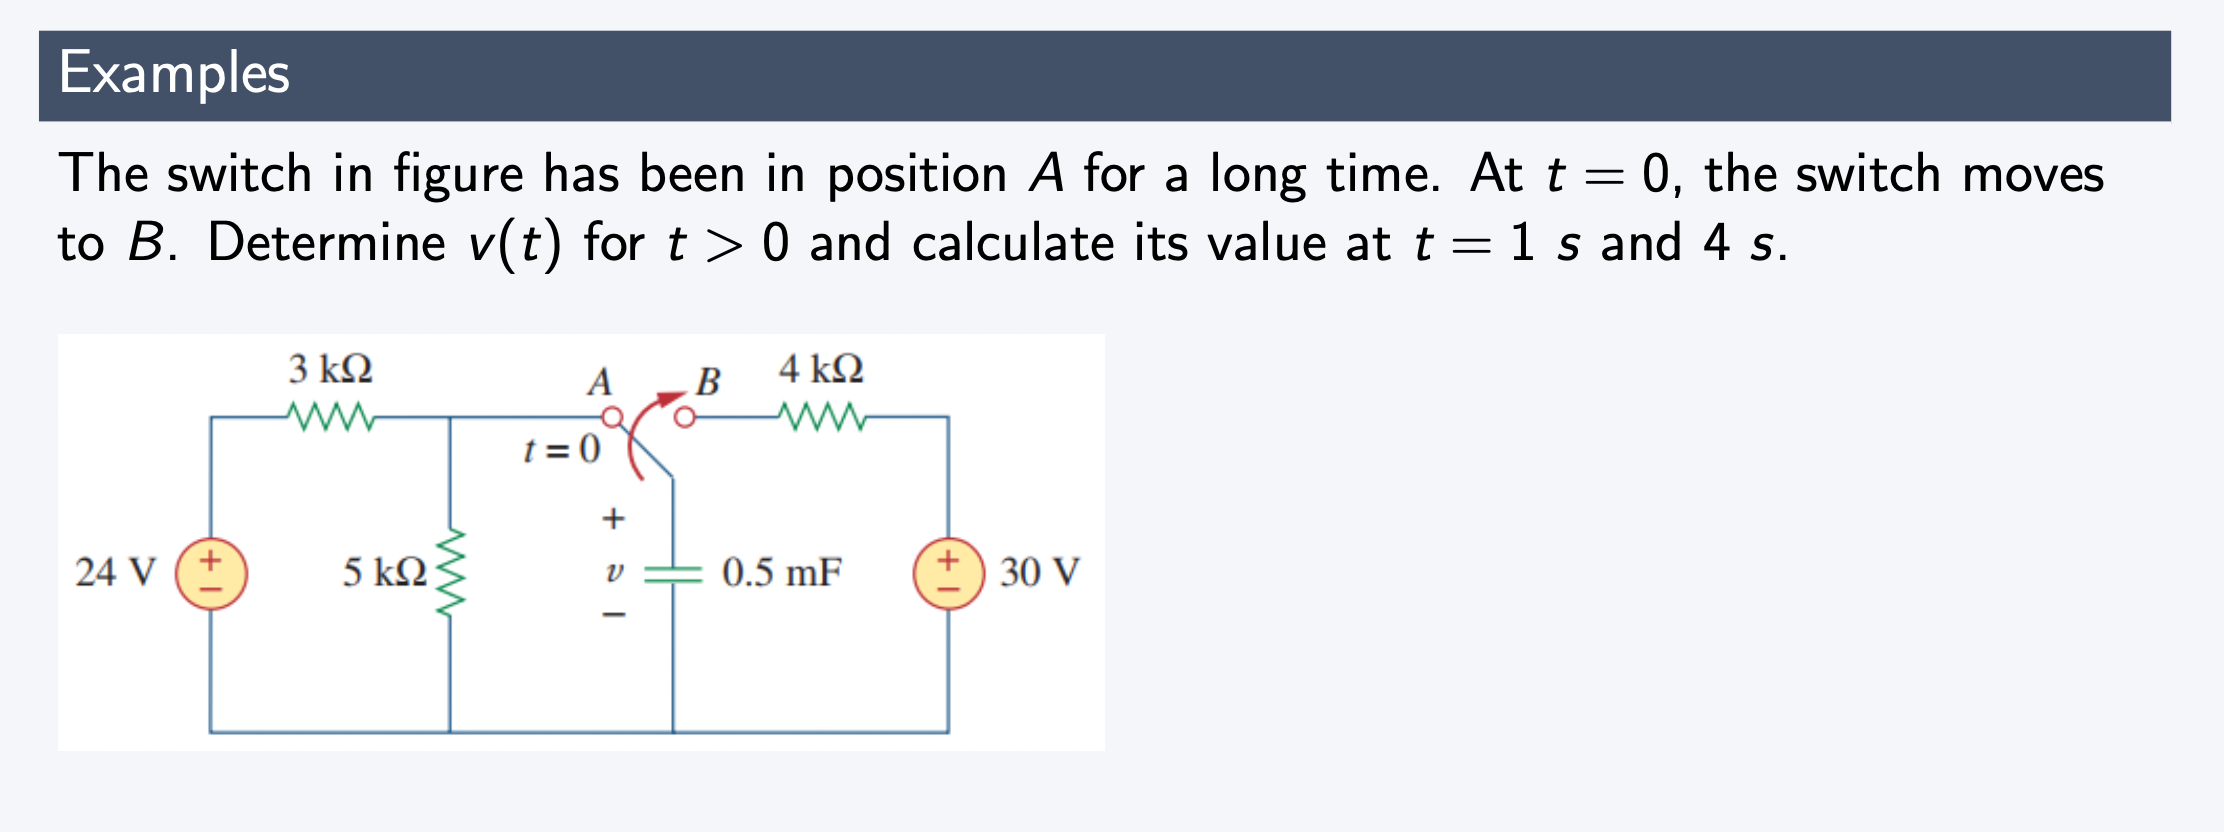 Examples
The switch in figure has been in position A for a long time. At t = 0, the switch moves
to B. Determine v(t) for t > 0 and calculate its value at t = 1 s and 4 s.
3 kΩ
A
B
4 kΩ
t = 0
+
24 V
+
−
5 kΩ
v
0.5 mF
+
−
30 V
−